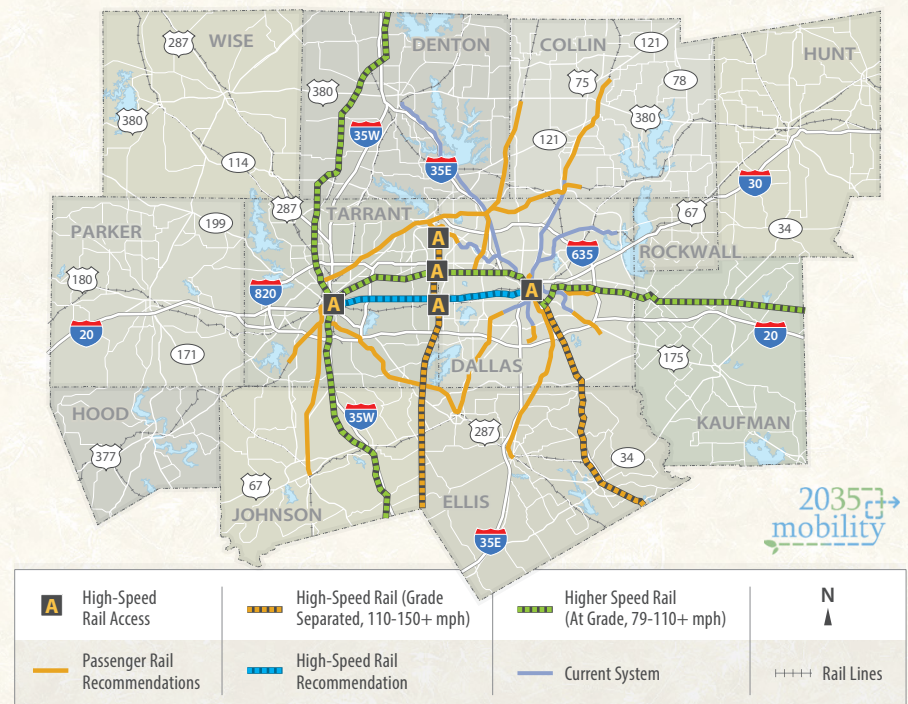 287
WISE
DENTON
COLLIN
121
HUNT
380
75
78
380
380
35W
121
114
35E
30
287
TARRANT
199
67
PARKER
34
A
635
ROCKWALL
180
A
820
A
A
A
20
20
171
175
DALLAS
HOOD
35W
287
KAUFMAN
377
34
67
ELLIS
JOHNSON
35E
2035
mobility
A
High-Speed
Rail Access
High-Speed Rail (Grade
Separated, 110-150+ mph)
Higher Speed Rail
(At Grade, 79-110+ mph)
N
Passenger Rail
Recommendations
High-Speed Rail
Recommendation
Current System
Rail Lines